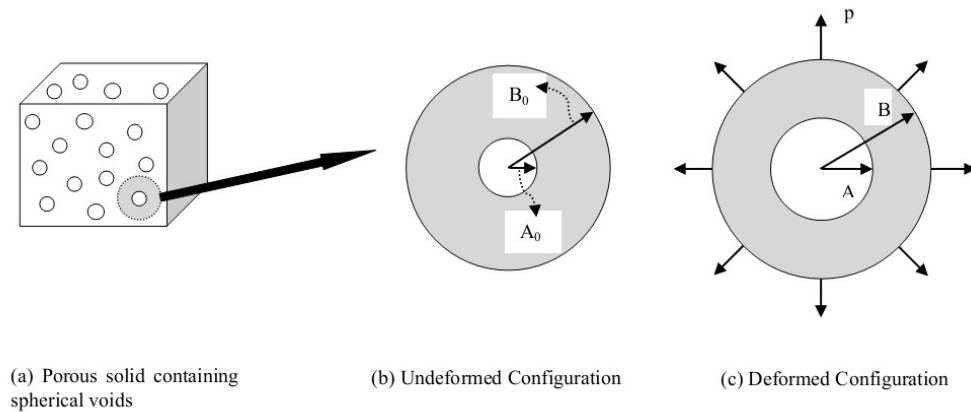 p
B₀
B
A
A₀
(a) Porous solid containing
spherical voids
(b) Undeformed Configuration
(c) Deformed Configuration